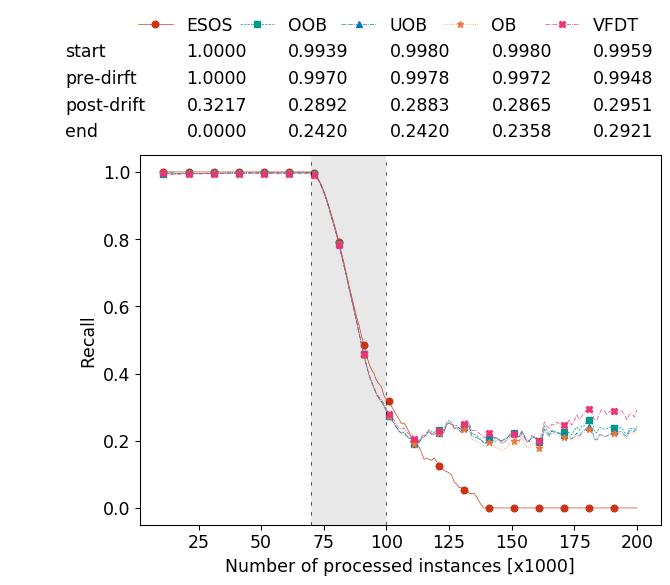 ESOS OOB UOB OB VFDT
start 1.0000 0.9939 0.9980 0.9980 0.9959
pre-dirft 1.0000 0.9970 0.9978 0.9972 0.9948
post-drift 0.3217 0.2892 0.2883 0.2865 0.2951
end 0.0000 0.2420 0.2420 0.2358 0.2921
1.0
0.8
0.6
0.4
0.2
0.0
Recall
25 50 75 100 125 150 175 200
Number of processed instances [x1000]